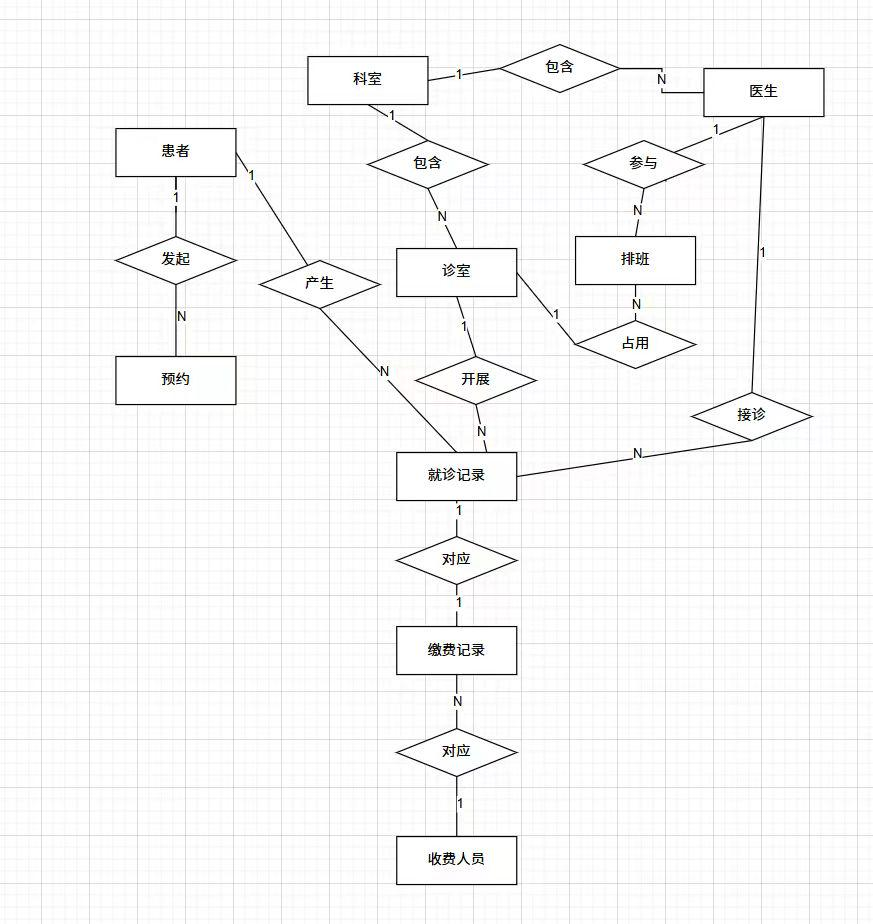 包含
科室
1
N
医生
1
1
患者
包含
参与
1
1
N
N
1
发起
诊室
排班
产生
N
N
1
1
占用
预约
N
开展
接诊
N
N
就诊记录
1
对应
1
缴费记录
N
对应
1
收费人员